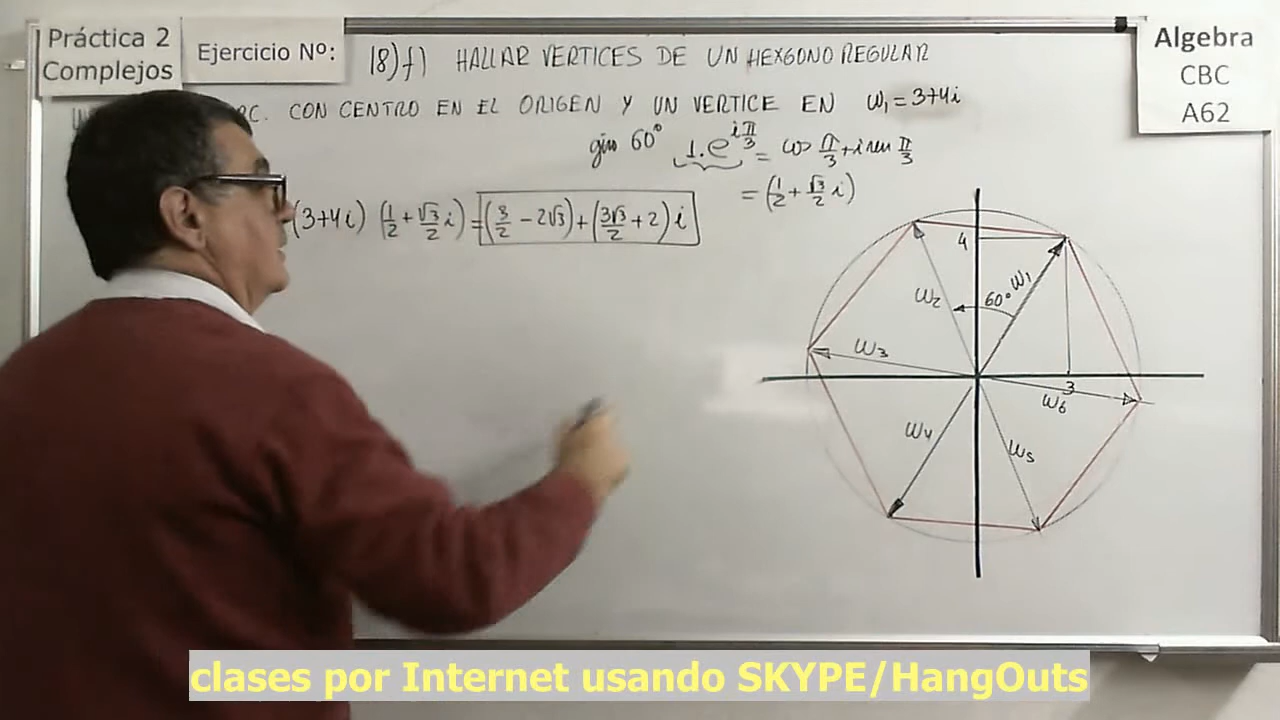 Práctica 2
Complejos
Ejercicio Nº:
18)f) HALLAR VERTICES DE UN HEXGONO REGULAR
RC. CON CENTRO EN EL ORIGEN Y UN VERTICE EN w₁ = 3+4i
Algebra
CBC
A62
giro 60° 1.e^{i π/3} = cos π/3 + i sen π/3
= (1/2 + √3/2 i)
(3+4i) (1/2 + √3/2 i) = (3/2 - 2√3) + (3√3/2 + 2) i
4
w₁
60°
w₂
w₃
3
w₆
w₄
w₅
clases por Internet usando SKYPE/HangOuts